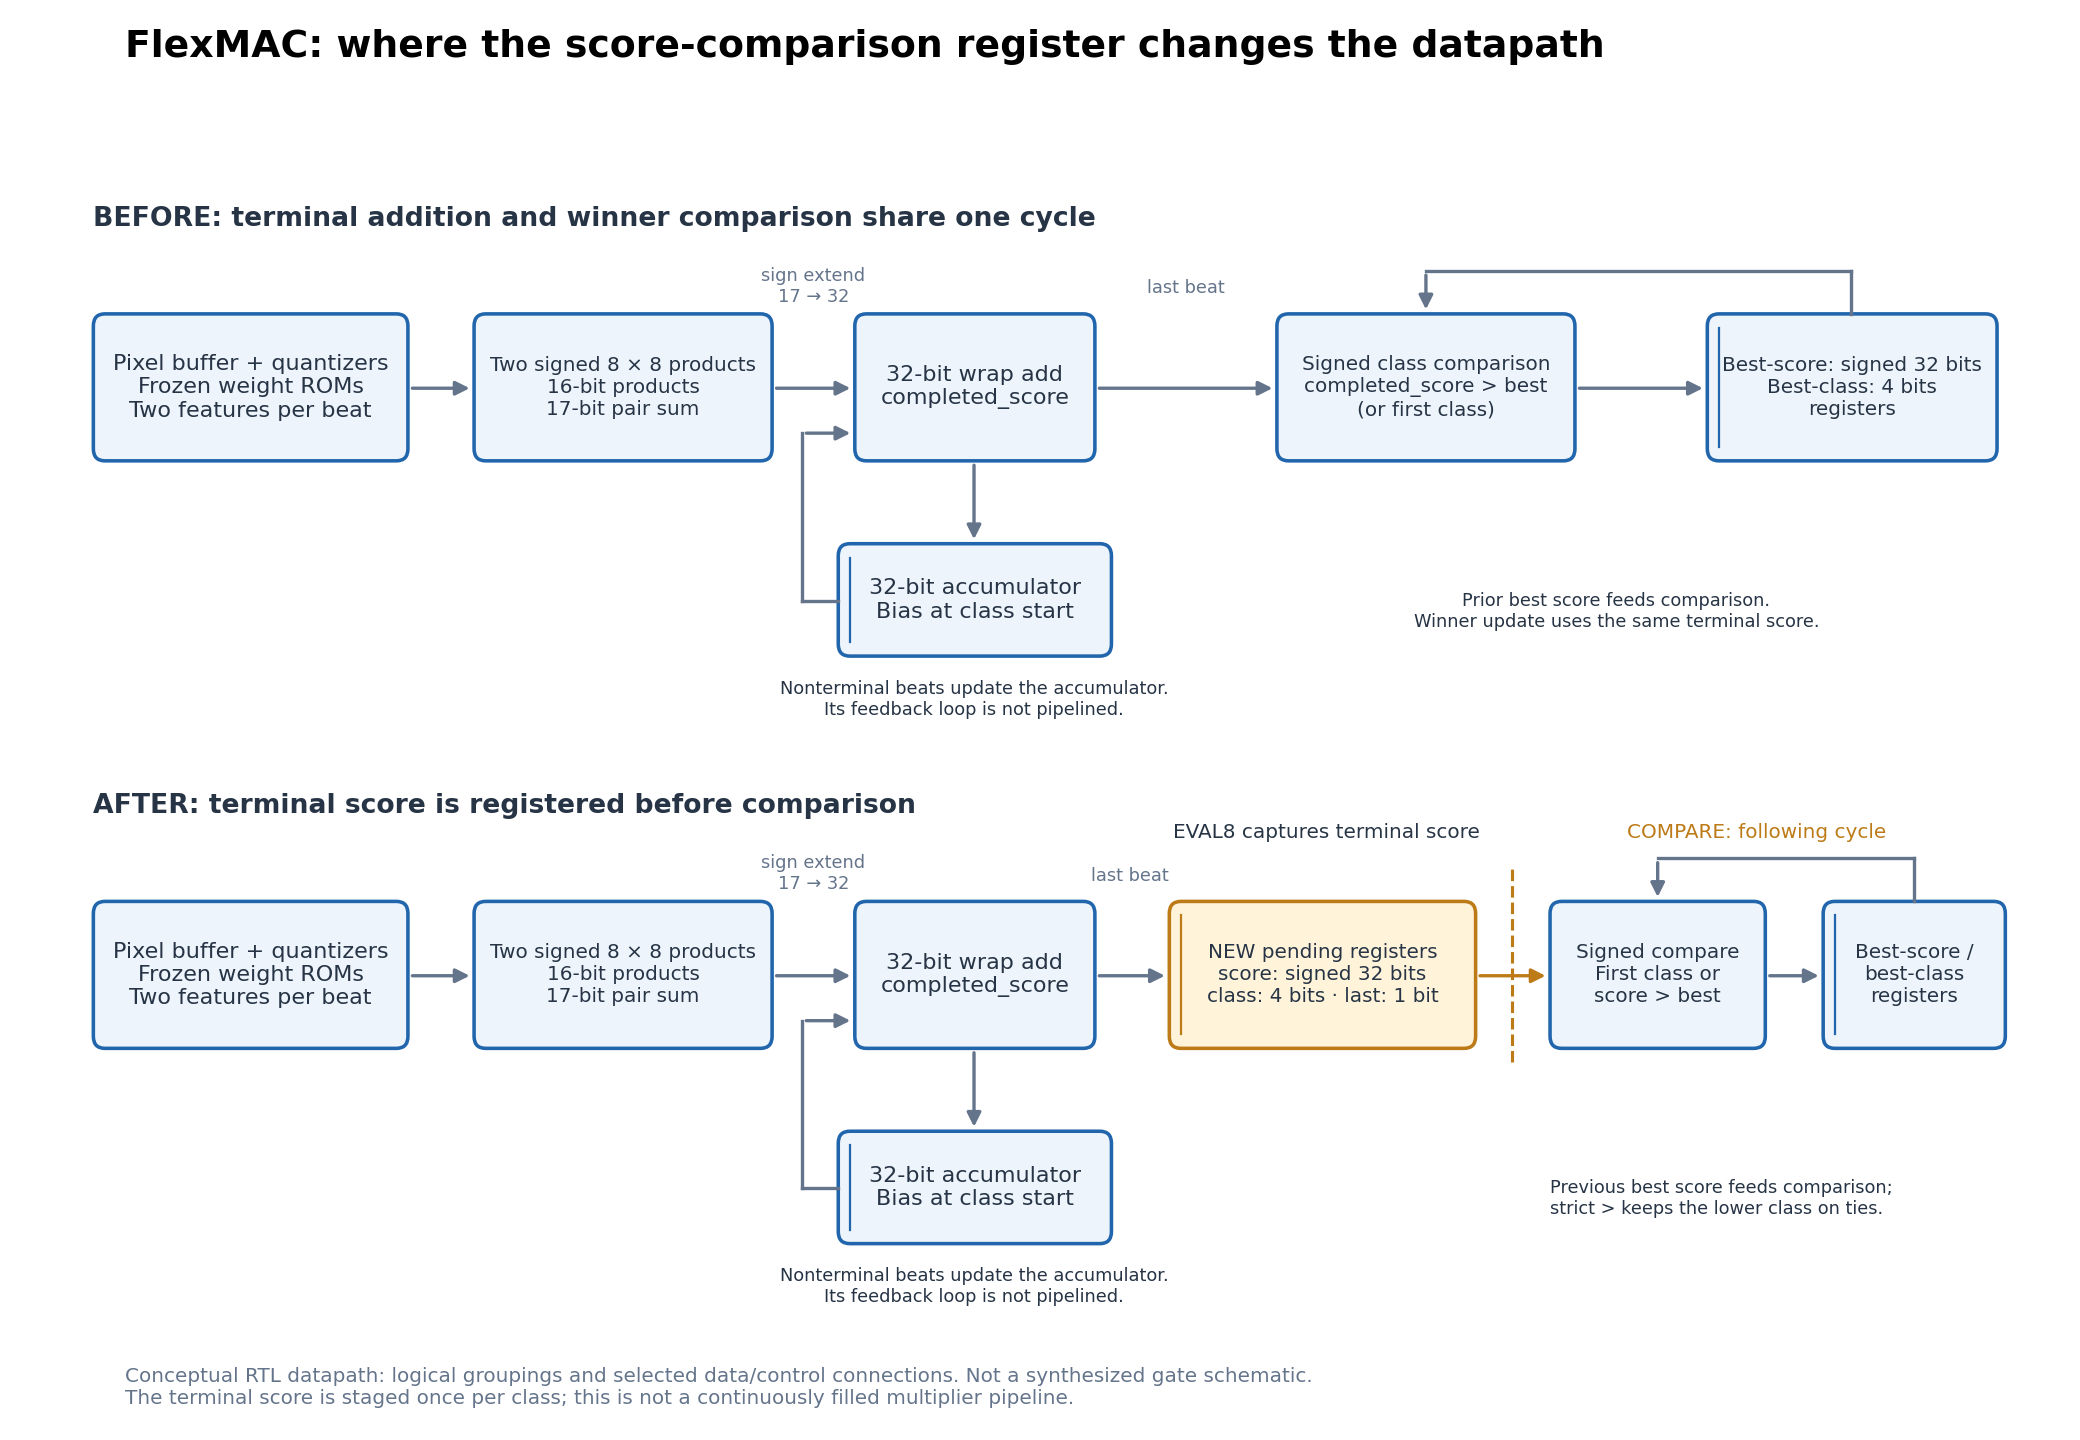 FlexMAC: where the score-comparison register changes the datapath
BEFORE: terminal addition and winner comparison share one cycle
sign extend
17 → 32
last beat
Pixel buffer + quantizers
Frozen weight ROMs
Two features per beat
Two signed 8 × 8 products
16-bit products
17-bit pair sum
32-bit wrap add
completed_score
Signed class comparison
completed_score > best
(or first class)
Best-score: signed 32 bits
Best-class: 4 bits
registers
32-bit accumulator
Bias at class start
Prior best score feeds comparison.
Winner update uses the same terminal score.
Nonterminal beats update the accumulator.
Its feedback loop is not pipelined.
AFTER: terminal score is registered before comparison
EVAL8 captures terminal score
COMPARE: following cycle
sign extend
17 → 32
last beat
Pixel buffer + quantizers
Frozen weight ROMs
Two features per beat
Two signed 8 × 8 products
16-bit products
17-bit pair sum
32-bit wrap add
completed_score
NEW pending registers
score: signed 32 bits
class: 4 bits · last: 1 bit
Signed compare
First class or
score > best
Best-score /
best-class
registers
32-bit accumulator
Bias at class start
Previous best score feeds comparison;
strict > keeps the lower class on ties.
Nonterminal beats update the accumulator.
Its feedback loop is not pipelined.
Conceptual RTL datapath: logical groupings and selected data/control connections. Not a synthesized gate schematic.
The terminal score is staged once per class; this is not a continuously filled multiplier pipeline.